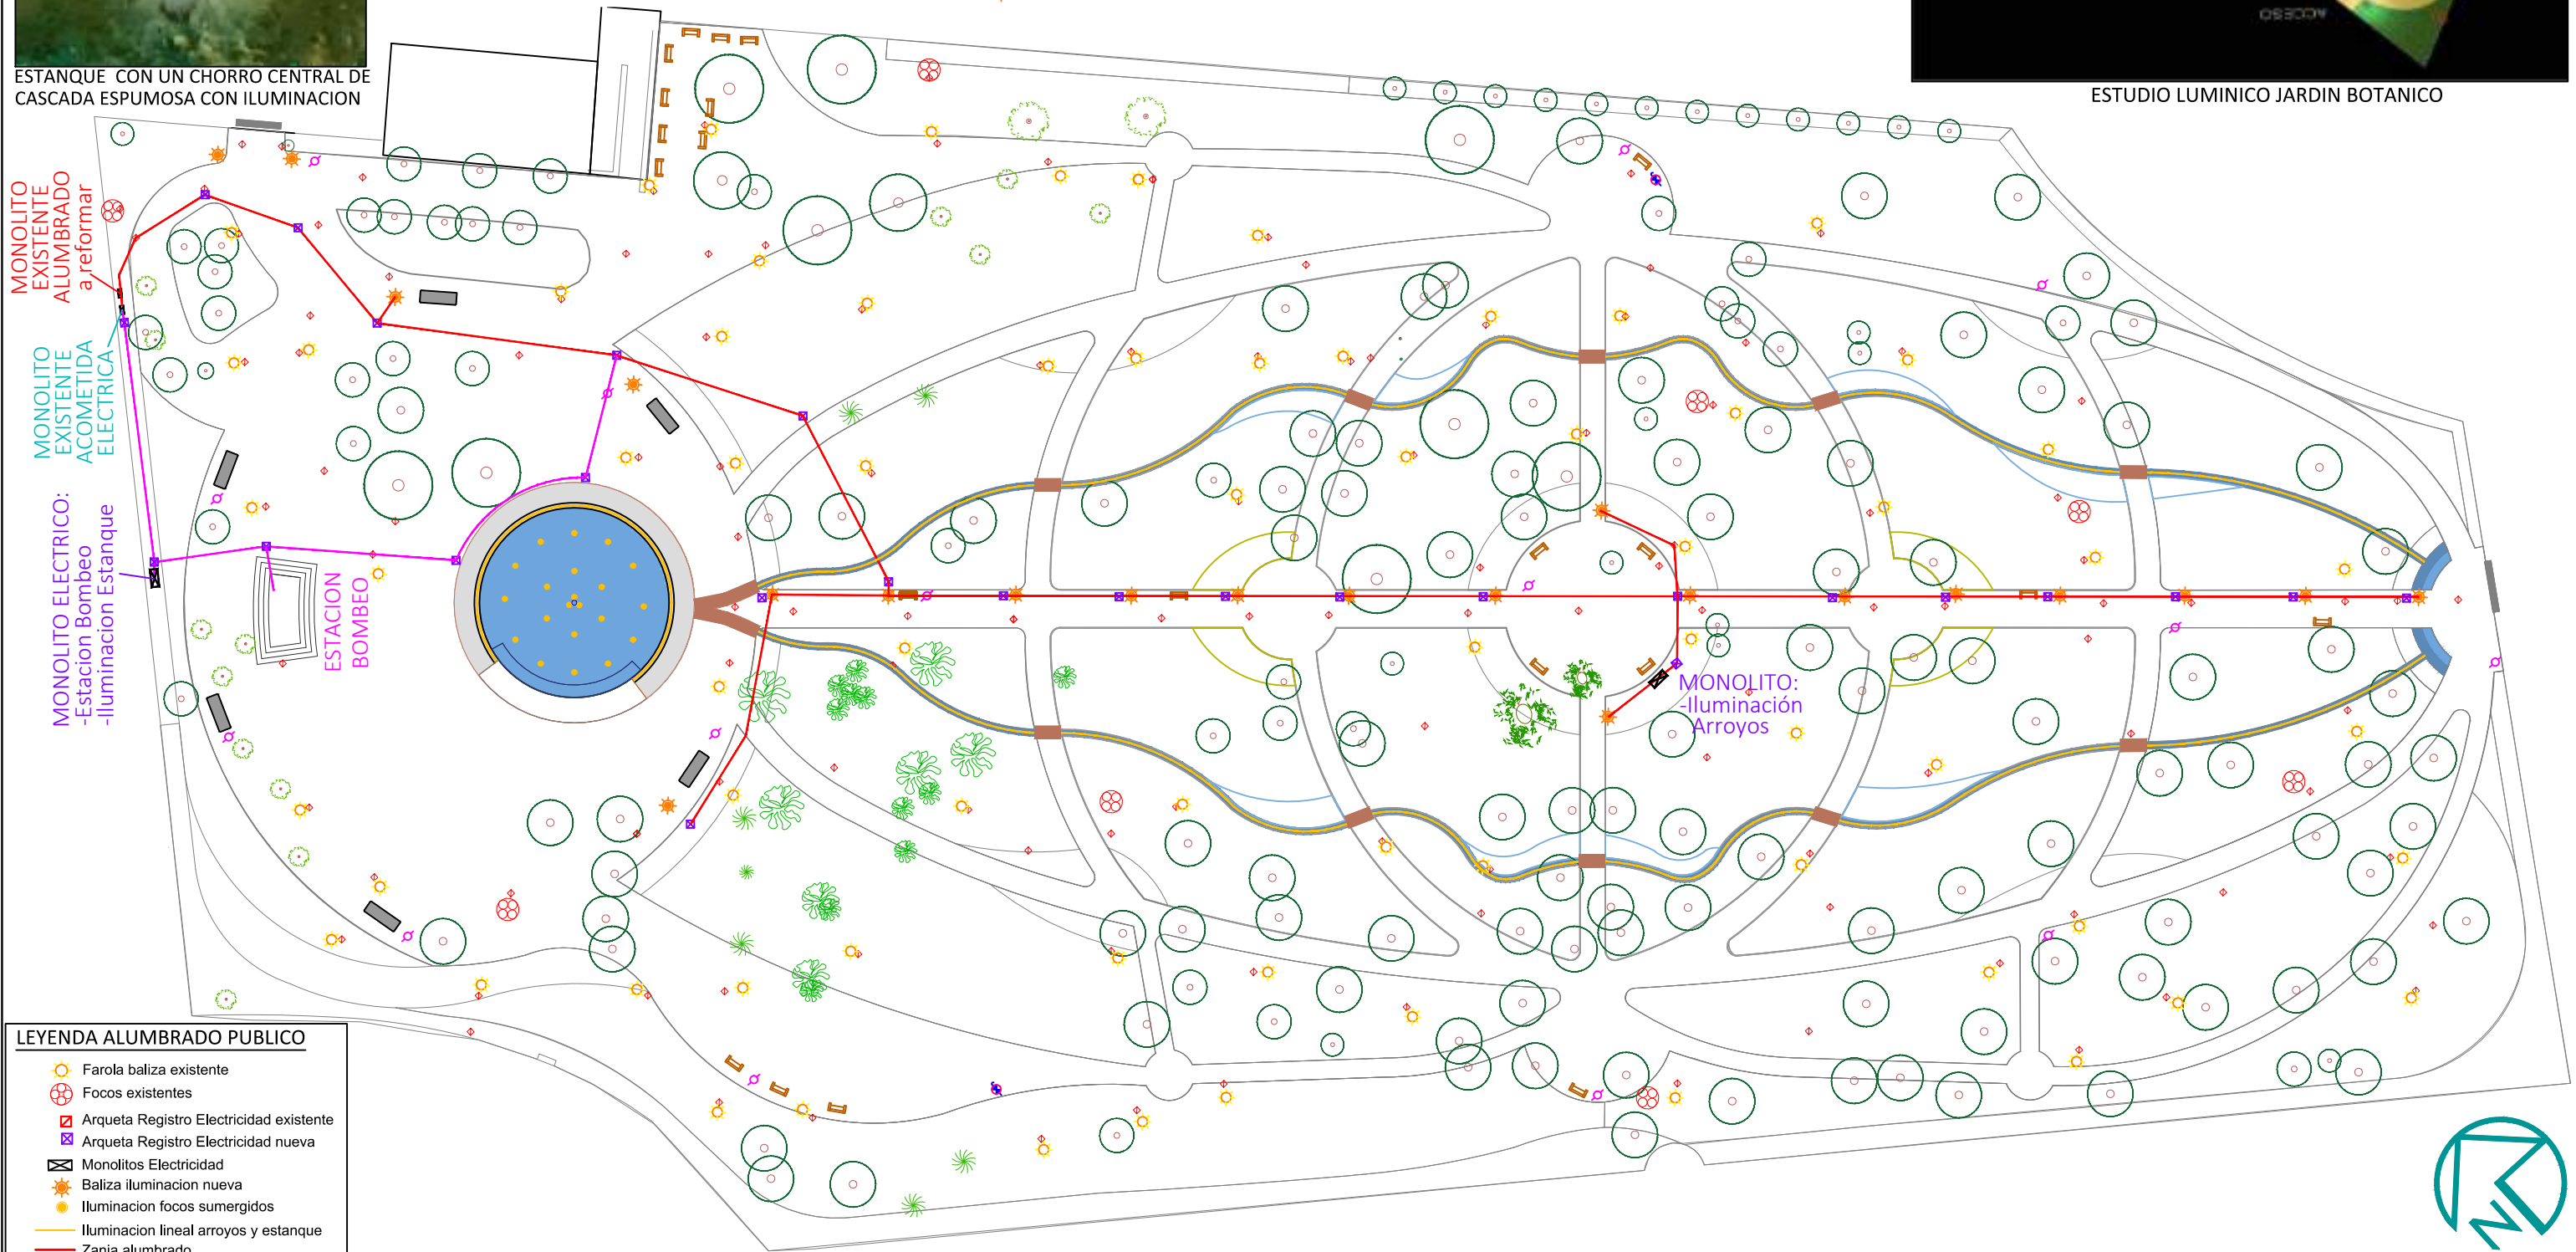 ESTANQUE CON UN CHORRO CENTRAL DE
CASCADA ESPUMOSA CON ILUMINACION
ACCESO
ESTUDIO LUMINICO JARDIN BOTANICO
MONOLITO
EXISTENTE
ALUMBRADO
a reformar
MONOLITO
EXISTENTE
ACOMETIDA
ELECTRICA
MONOLITO ELECTRICO:
-Estacion Bombeo
-Iluminacion Estanque
ESTACION
BOMBEO
MONOLITO:
-Iluminación
Arroyos
LEYENDA ALUMBRADO PUBLICO
Farola baliza existente
Focos existentes
Arqueta Registro Electricidad existente
Arqueta Registro Electricidad nueva
Monolitos Electricidad
Baliza iluminacion nueva
Iluminacion focos sumergidos
Iluminacion lineal arroyos y estanque
Zanja alumbrado
N